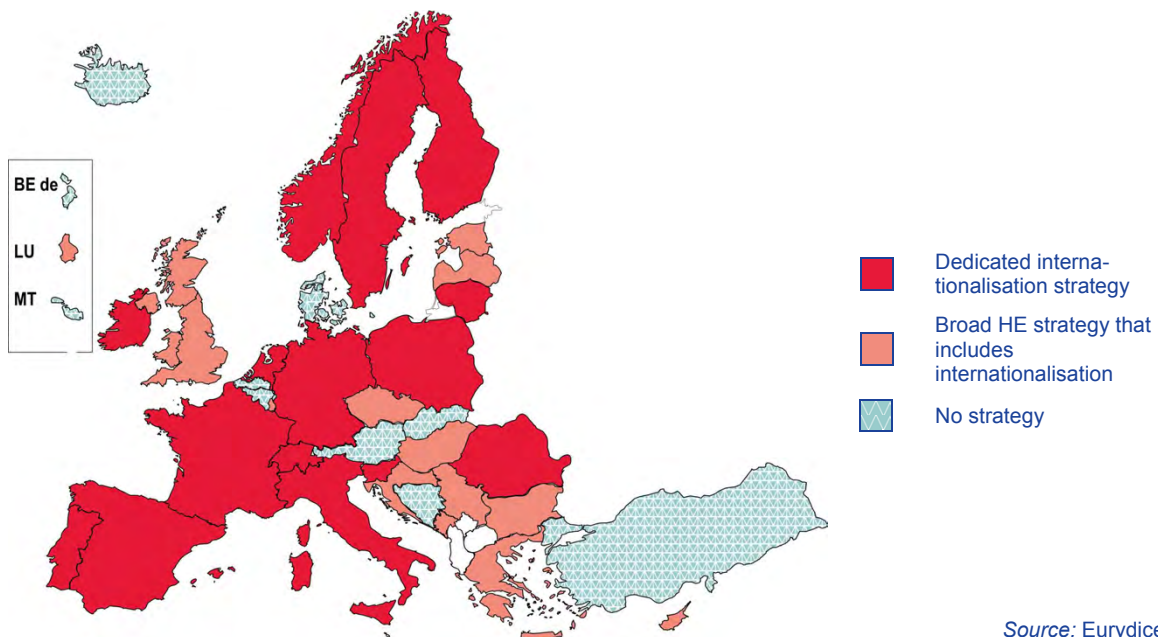 BE de
LU
MT
Dedicated interna-
tionalisation strategy
Broad HE strategy that
includes
internationalisation
No strategy
Source: Eurydice